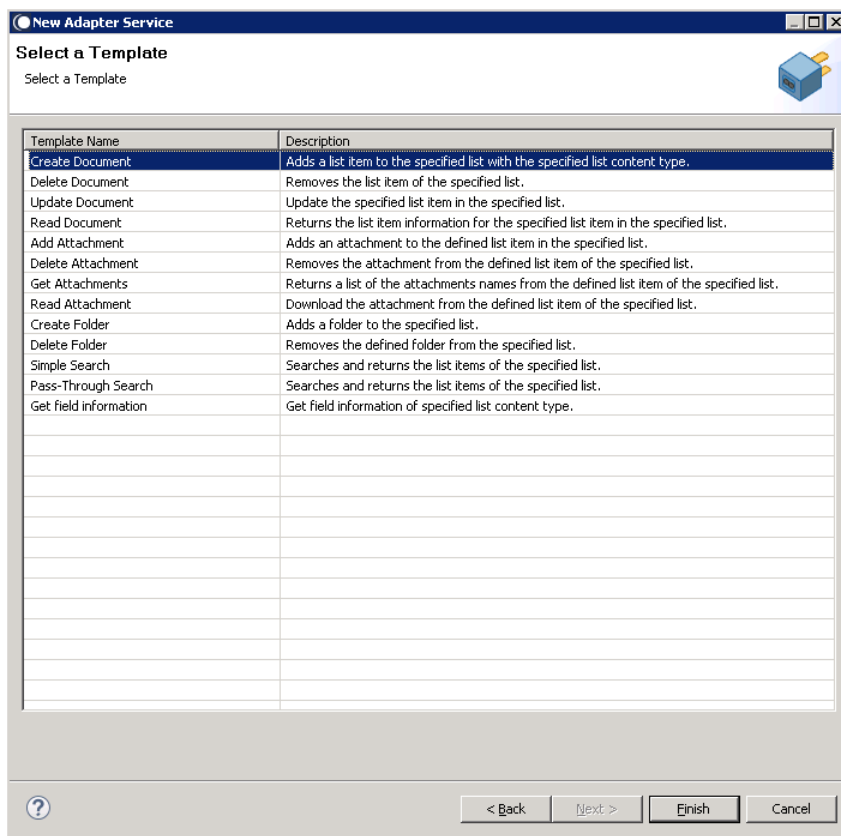 New Adapter Service
Select a Template
Select a Template
Template Name Description
Create Document Adds a list item to the specified list with the specified list content type.
Delete Document Removes the list item of the specified list.
Update Document Update the specified list item in the specified list.
Read Document Returns the list item information for the specified list item in the specified list.
Add Attachment Adds an attachment to the defined list item in the specified list.
Delete Attachment Removes the attachment from the defined list item of the specified list.
Get Attachments Returns a list of the attachments names from the defined list item of the specified list.
Read Attachment Download the attachment from the defined list item of the specified list.
Create Folder Adds a folder to the specified list.
Delete Folder Removes the defined folder from the specified list.
Simple Search Searches and returns the list items of the specified list.
Pass-Through Search Searches and returns the list items of the specified list.
Get field information Get field information of specified list content type.
? < Back Next > Finish Cancel